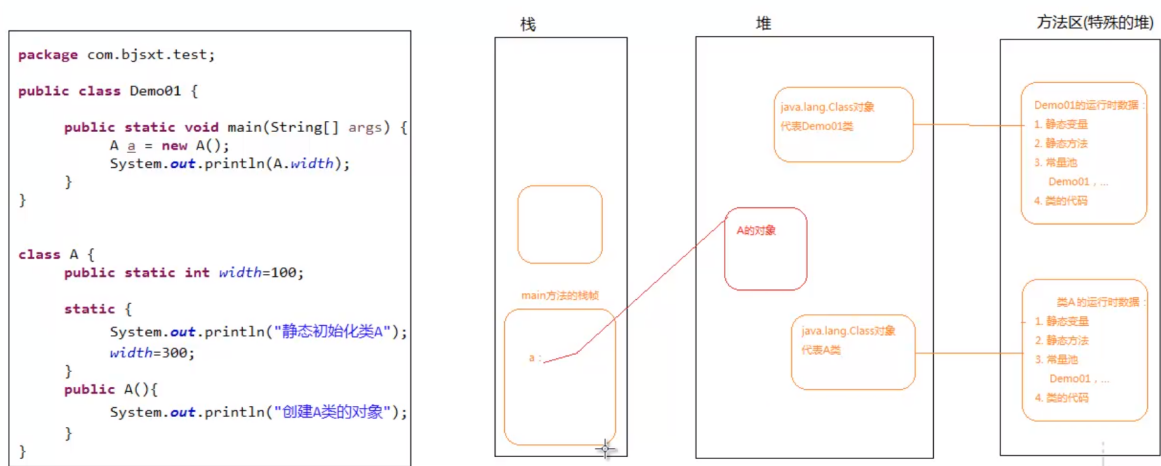 package com.bjsxt.test;
public class Demo01 {
public static void main(String[] args) {
A a = new A();
System.out.println(A.width);
}
}
class A {
public static int width=100;
static {
System.out.println("静态初始化类A");
width=300;
}
public A(){
System.out.println("创建A类的对象");
}
}
栈
main方法的栈帧
a：
堆
java.lang.Class对象
代表Demo01类
A的对象
java.lang.Class对象
代表A类
方法区(特殊的堆)
Demo01的运行时数据：
1. 静态变量
2. 静态方法
3. 常量池
Demo01，...
4. 类的代码
类A的运行时数据：
1. 静态变量
2. 静态方法
3. 常量池
Demo01，...
4. 类的代码